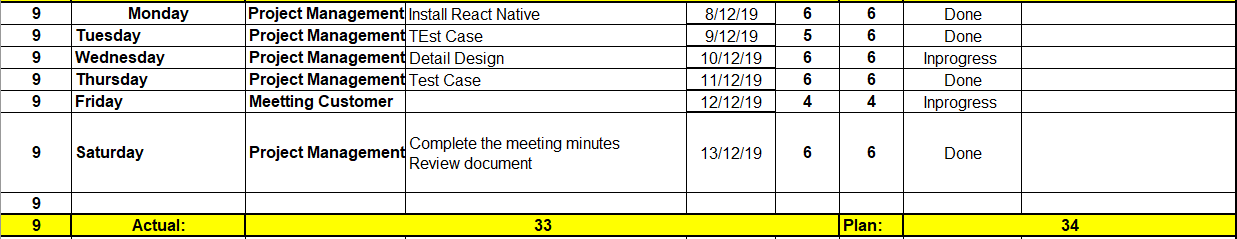 9 Monday Project Management Install React Native 8/12/19 6 6 Done
9 Tuesday Project Management TEst Case 9/12/19 5 6 Done
9 Wednesday Project Management Detail Design 10/12/19 6 6 Inprogress
9 Thursday Project Management Test Case 11/12/19 6 6 Done
9 Friday Meetting Customer 12/12/19 4 4 Inprogress
9 Saturday Project Management Complete the meeting minutes
Review document 13/12/19 6 6 Done
9
9 Actual: 33 Plan: 34